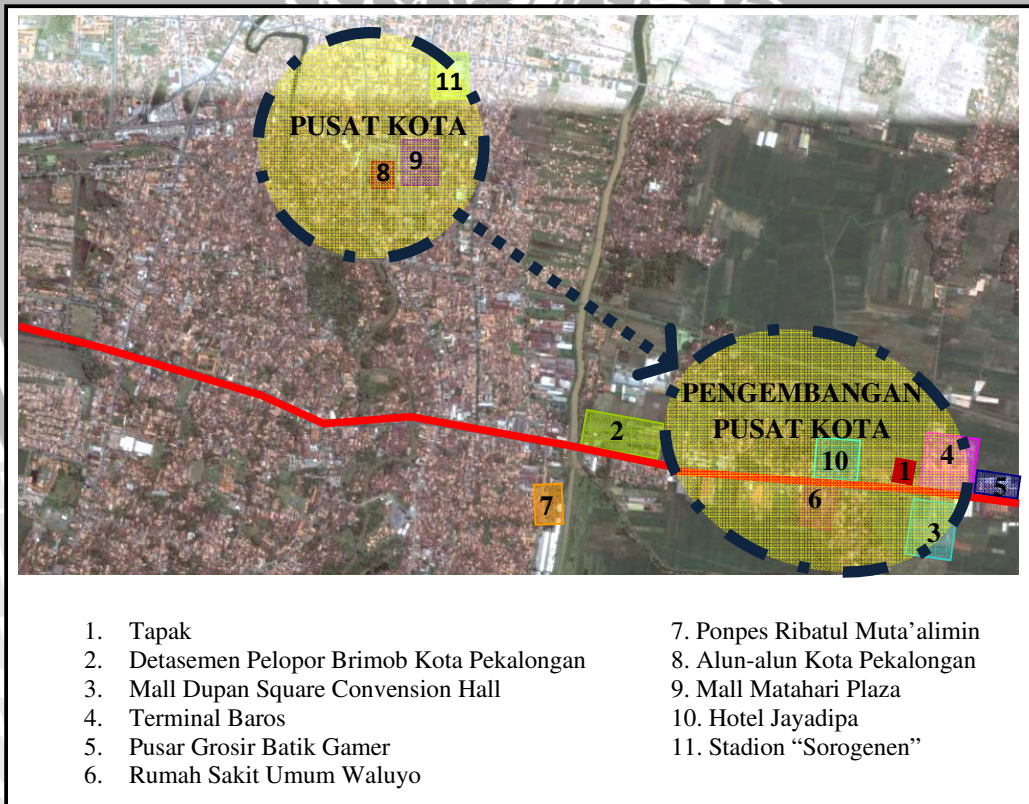 11
PUSAT KOTA
9
8
PENGEMBANGAN
PUSAT KOTA
2
10
4
1
5
6
7
3
1. Tapak
2. Detasemen Pelopor Brimob Kota Pekalongan
3. Mall Dupan Square Convension Hall
4. Terminal Baros
5. Pusar Grosir Batik Gamer
6. Rumah Sakit Umum Waluyo
7. Ponpes Ribatul Muta’alimin
8. Alun-alun Kota Pekalongan
9. Mall Matahari Plaza
10. Hotel Jayadipa
11. Stadion “Sorogenen”